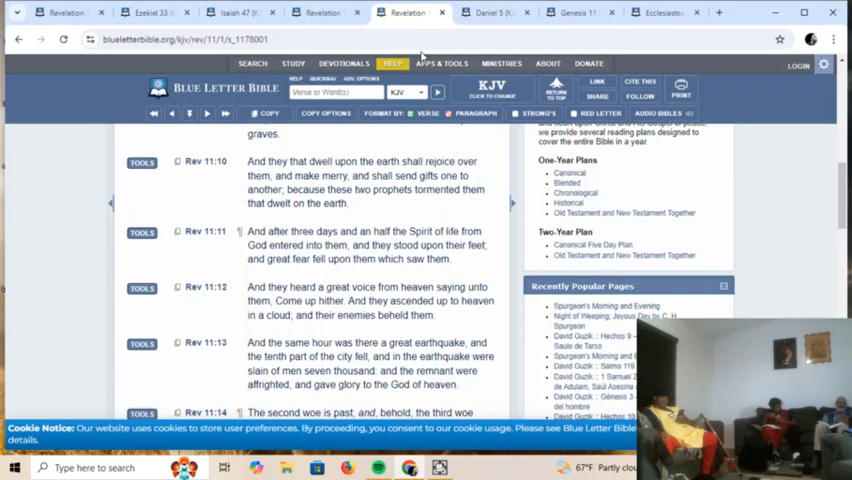 Revelation 1
Ezekiel 33 (
Isaiah 47 (K
Revelation 1
Revelation
Daniel 5 (KJ
Genesis 11
Ecclesiastes
blueletterbible.org/kjv/rev/11/1/s_1178001
SEARCH STUDY DEVOTIONALS HELP APPS & TOOLS MINISTRIES ABOUT DONATE
LOGIN
BLUE LETTER BIBLE
HELP QUICKNAV ADV. OPTIONS
Verse or Word(s) KJV
KJV
CLICK TO CHANGE
RETURN
TO TOP
LINK CITE THIS
SHARE FOLLOW
PRINT
COPY COPY OPTIONS FORMAT BY: VERSE PARAGRAPH STRONG'S RED LETTER AUDIO BIBLES
graves.
TOOLS Rev 11:10 And they that dwell upon the earth shall rejoice over
them, and make merry, and shall send gifts one to
another; because these two prophets tormented them
that dwelt on the earth.
TOOLS Rev 11:11 ¶ And after three days and an half the Spirit of life from
God entered into them, and they stood upon their feet;
and great fear fell upon them which saw them.
TOOLS Rev 11:12 And they heard a great voice from heaven saying unto
them, Come up hither. And they ascended up to heaven
in a cloud; and their enemies beheld them.
TOOLS Rev 11:13 And the same hour was there a great earthquake, and
the tenth part of the city fell, and in the earthquake were
slain of men seven thousand: and the remnant were
affrighted, and gave glory to the God of heaven.
TOOLS Rev 11:14 ¶ The second woe is past, and, behold, the third woe
we provide several reading plans designed to
cover the entire Bible in a year.
One-Year Plans
Canonical
Blended
Chronological
Historical
Old Testament and New Testament Together
Two-Year Plan
Canonical Five Day Plan
Old Testament and New Testament Together
Recently Popular Pages
Spurgeon's Morning and Evening
Night of Weeping; Joyous Day by C. H.
Spurgeon
David Guzik :: Hechos 9 –
Saulo de Tarso
Spurgeon's Morning and E
David Guzik :: Salmo 119
David Guzik :: 1 Samuel 2
de Adulam, Saúl Asesina
David Guzik :: Génesis 3
del hombre
David Guzik :: Hechos 10
Cookie Notice: Our website uses cookies to store user preferences. By proceeding, you consent to our cookie usage. Please see Blue Letter Bible
details.
Type here to search
67°F Partly clou